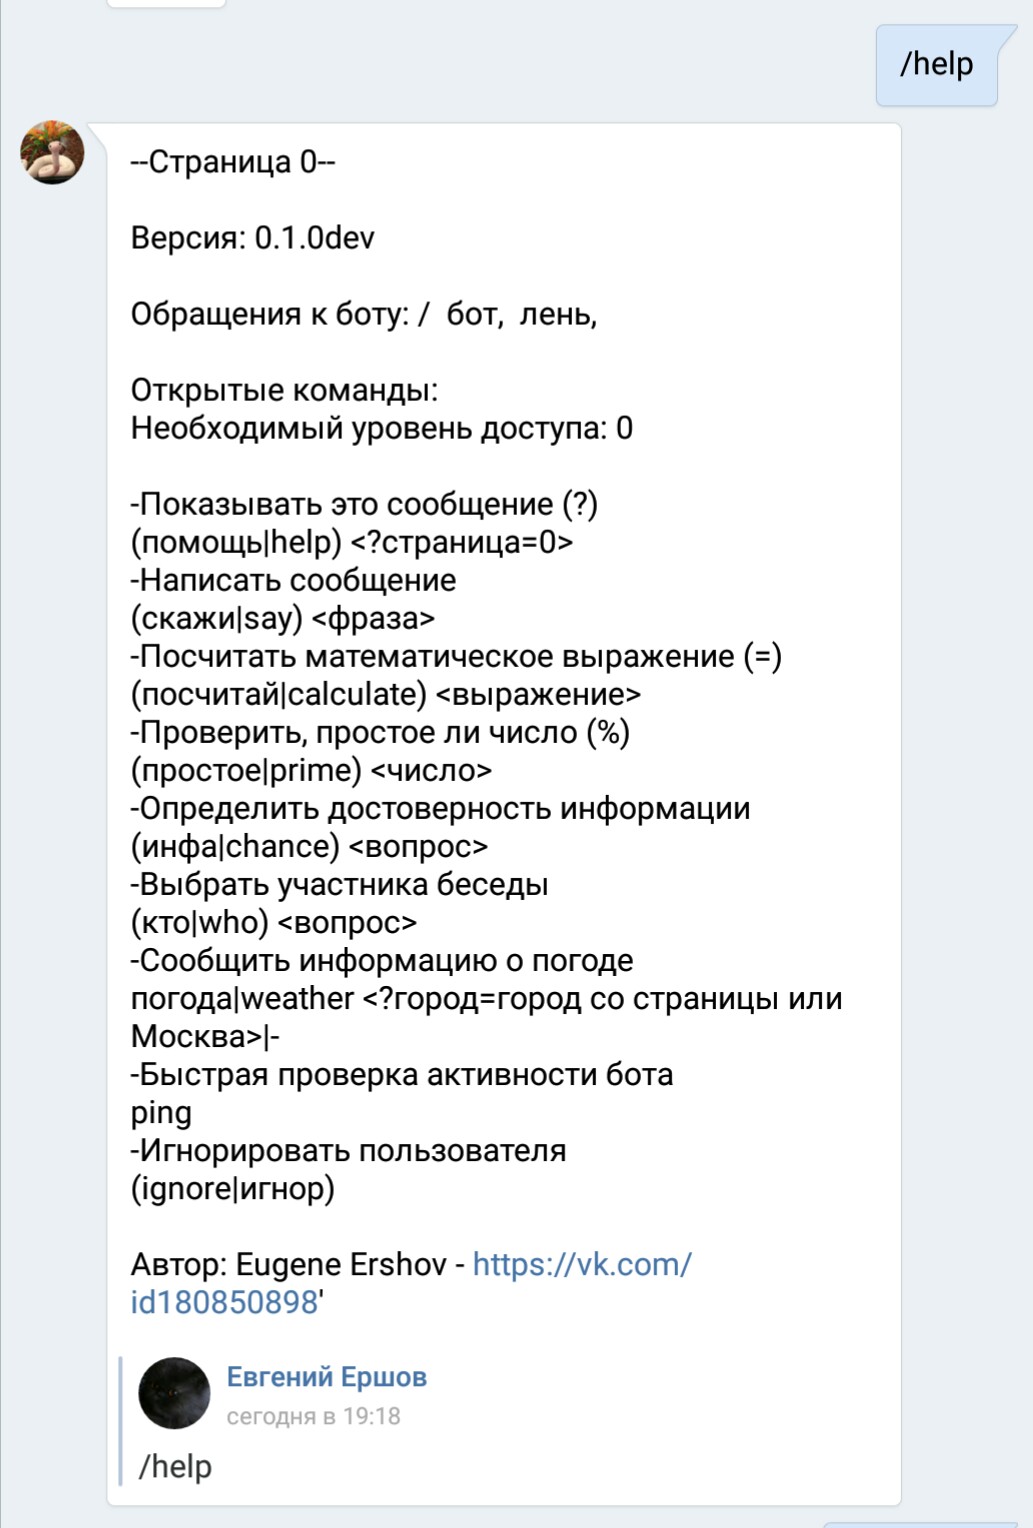 /help
--Страница 0--
Версия: 0.1.0dev
Обращения к боту: /  бот,  лень,
Открытые команды:
Необходимый уровень доступа: 0
-Показывать это сообщение (?)
(помощь|help) <?страница=0>
-Написать сообщение
(скажи|say) <фраза>
-Посчитать математическое выражение (=)
(посчитай|calculate) <выражение>
-Проверить, простое ли число (%)
(простое|prime) <число>
-Определить достоверность информации
(инфа|chance) <вопрос>
-Выбрать участника беседы
(кто|who) <вопрос>
-Сообщить информацию о погоде
погода|weather <?город=город со страницы или
Москва>|-
-Быстрая проверка активности бота
ping
-Игнорировать пользователя
(ignore|игнор)
Автор: Eugene Ershov - https://vk.com/
id180850898'
Евгений Ершов
сегодня в 19:18
/help